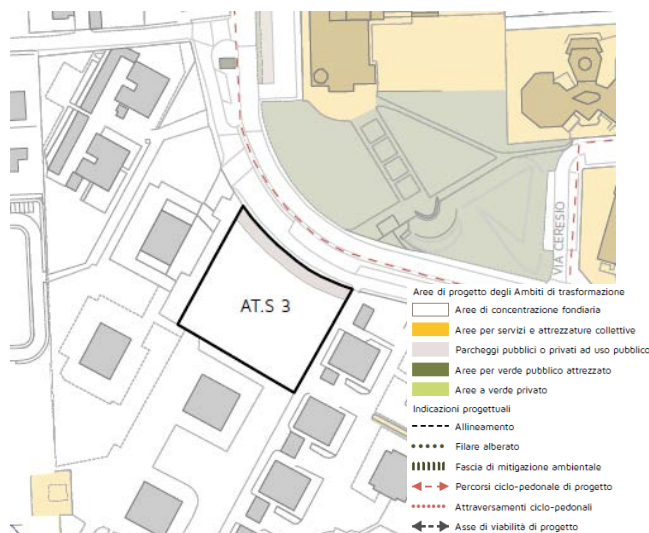 AT.S 3
VIA CERESIO
Aree di progetto degli Ambiti di trasformazione
Aree di concentrazione fondiaria
Aree per servizi e attrezzature collettive
Parcheggi pubblici o privati ad uso pubblico
Aree per verde pubblico attrezzato
Aree a verde privato
Indicazioni progettuali
Allineamento
Filare alberato
Fascia di mitigazione ambientale
Percorsi ciclo-pedonale di progetto
Attraversamenti ciclo-pedonali
Asse di viabilità di progetto